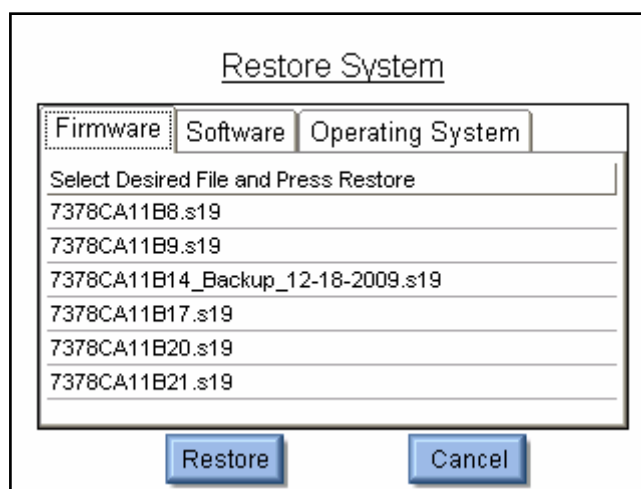 Restore System
Firmware Software Operating System
Select Desired File and Press Restore
7378CA11B8.s19
7378CA11B9.s19
7378CA11B14_Backup_12-18-2009.s19
7378CA11B17.s19
7378CA11B20.s19
7378CA11B21.s19
Restore Cancel